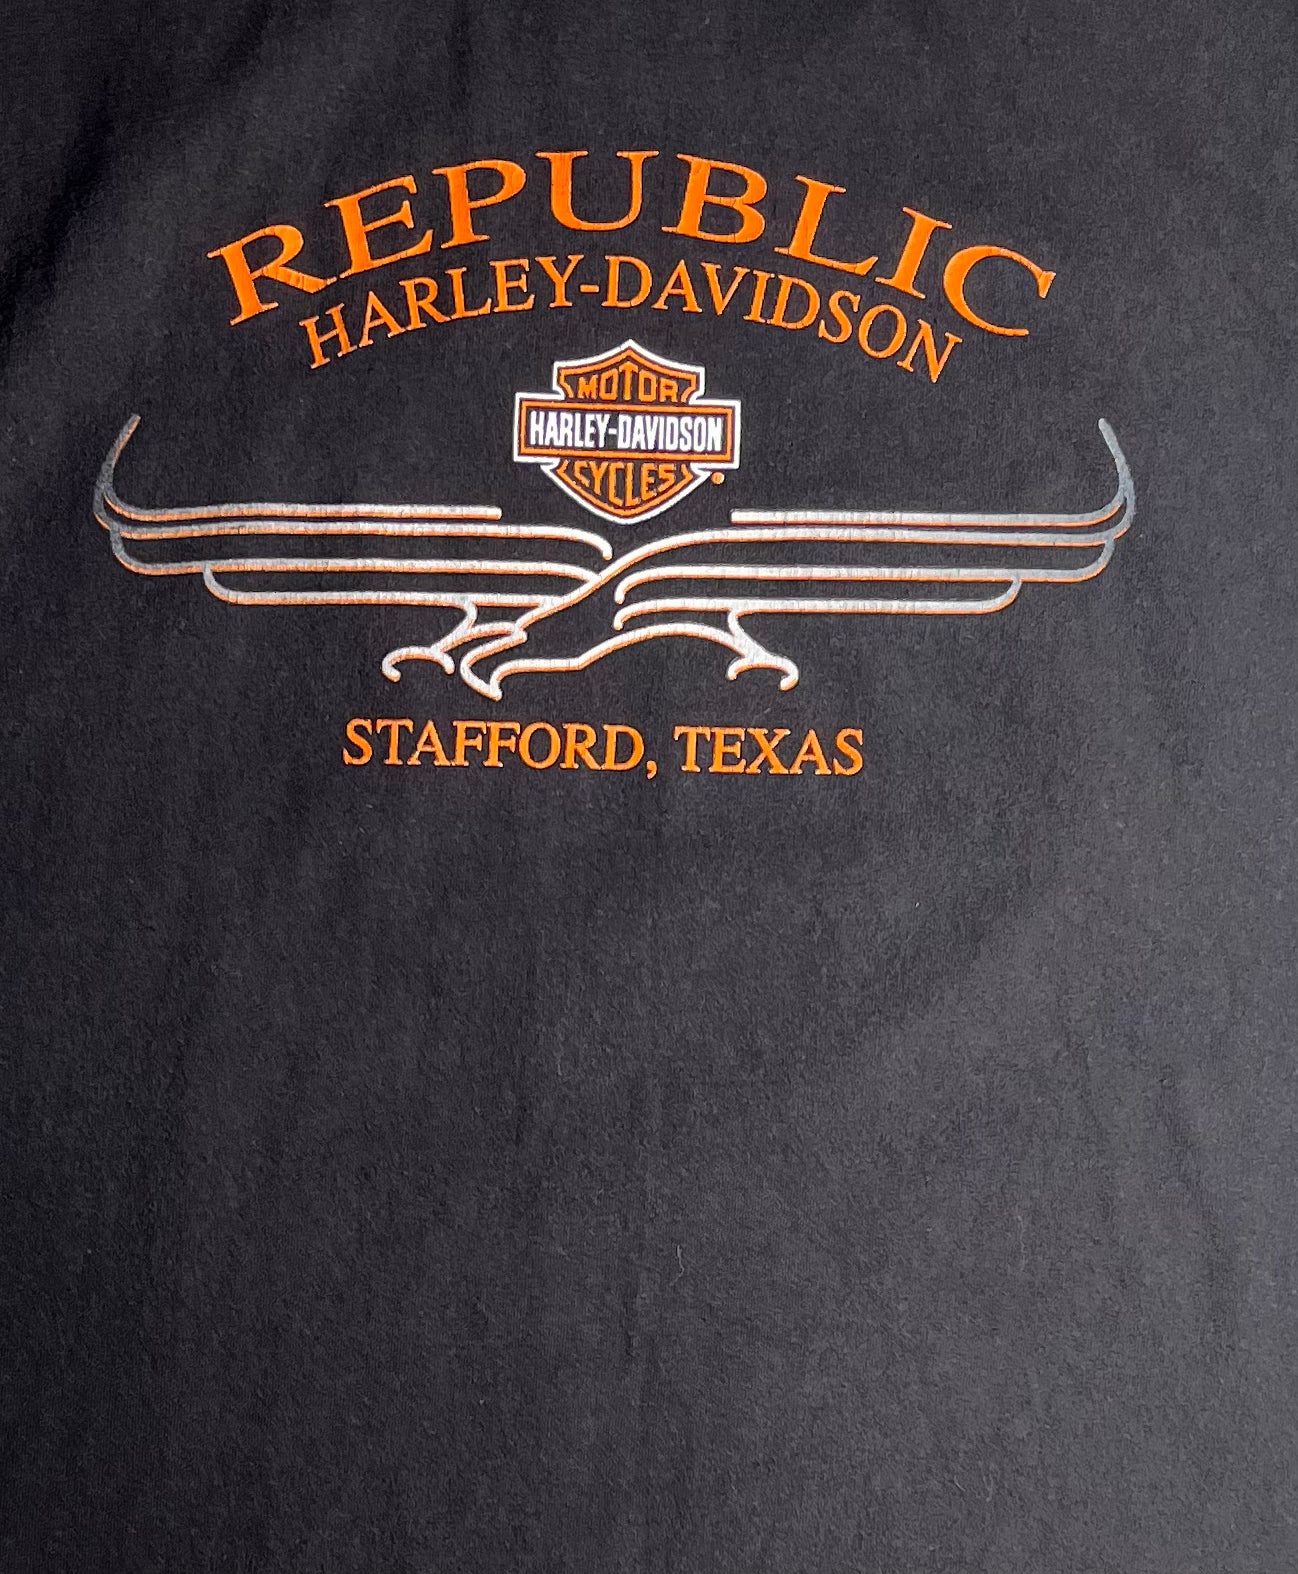 REPUBLIC
HARLEY-DAVIDSON
MOTOR
HARLEY-DAVIDSON
CYCLES
STAFFORD, TEXAS